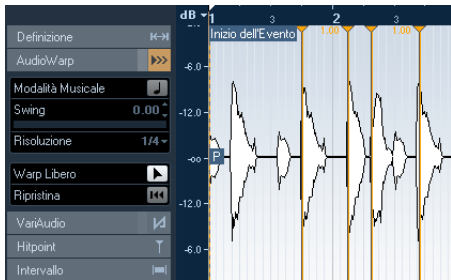 dB 1 3 2 3
Definizione
Inizio dell'Evento 1.00 1.00
AudioWarp
-6.0
Modalità Musicale
Swing 0.00
-12.0
Risoluzione 1/4
-oo P
Warp Libero
Ripristina
-12.0
VariAudio
Hitpoint
-6.0
Intervallo